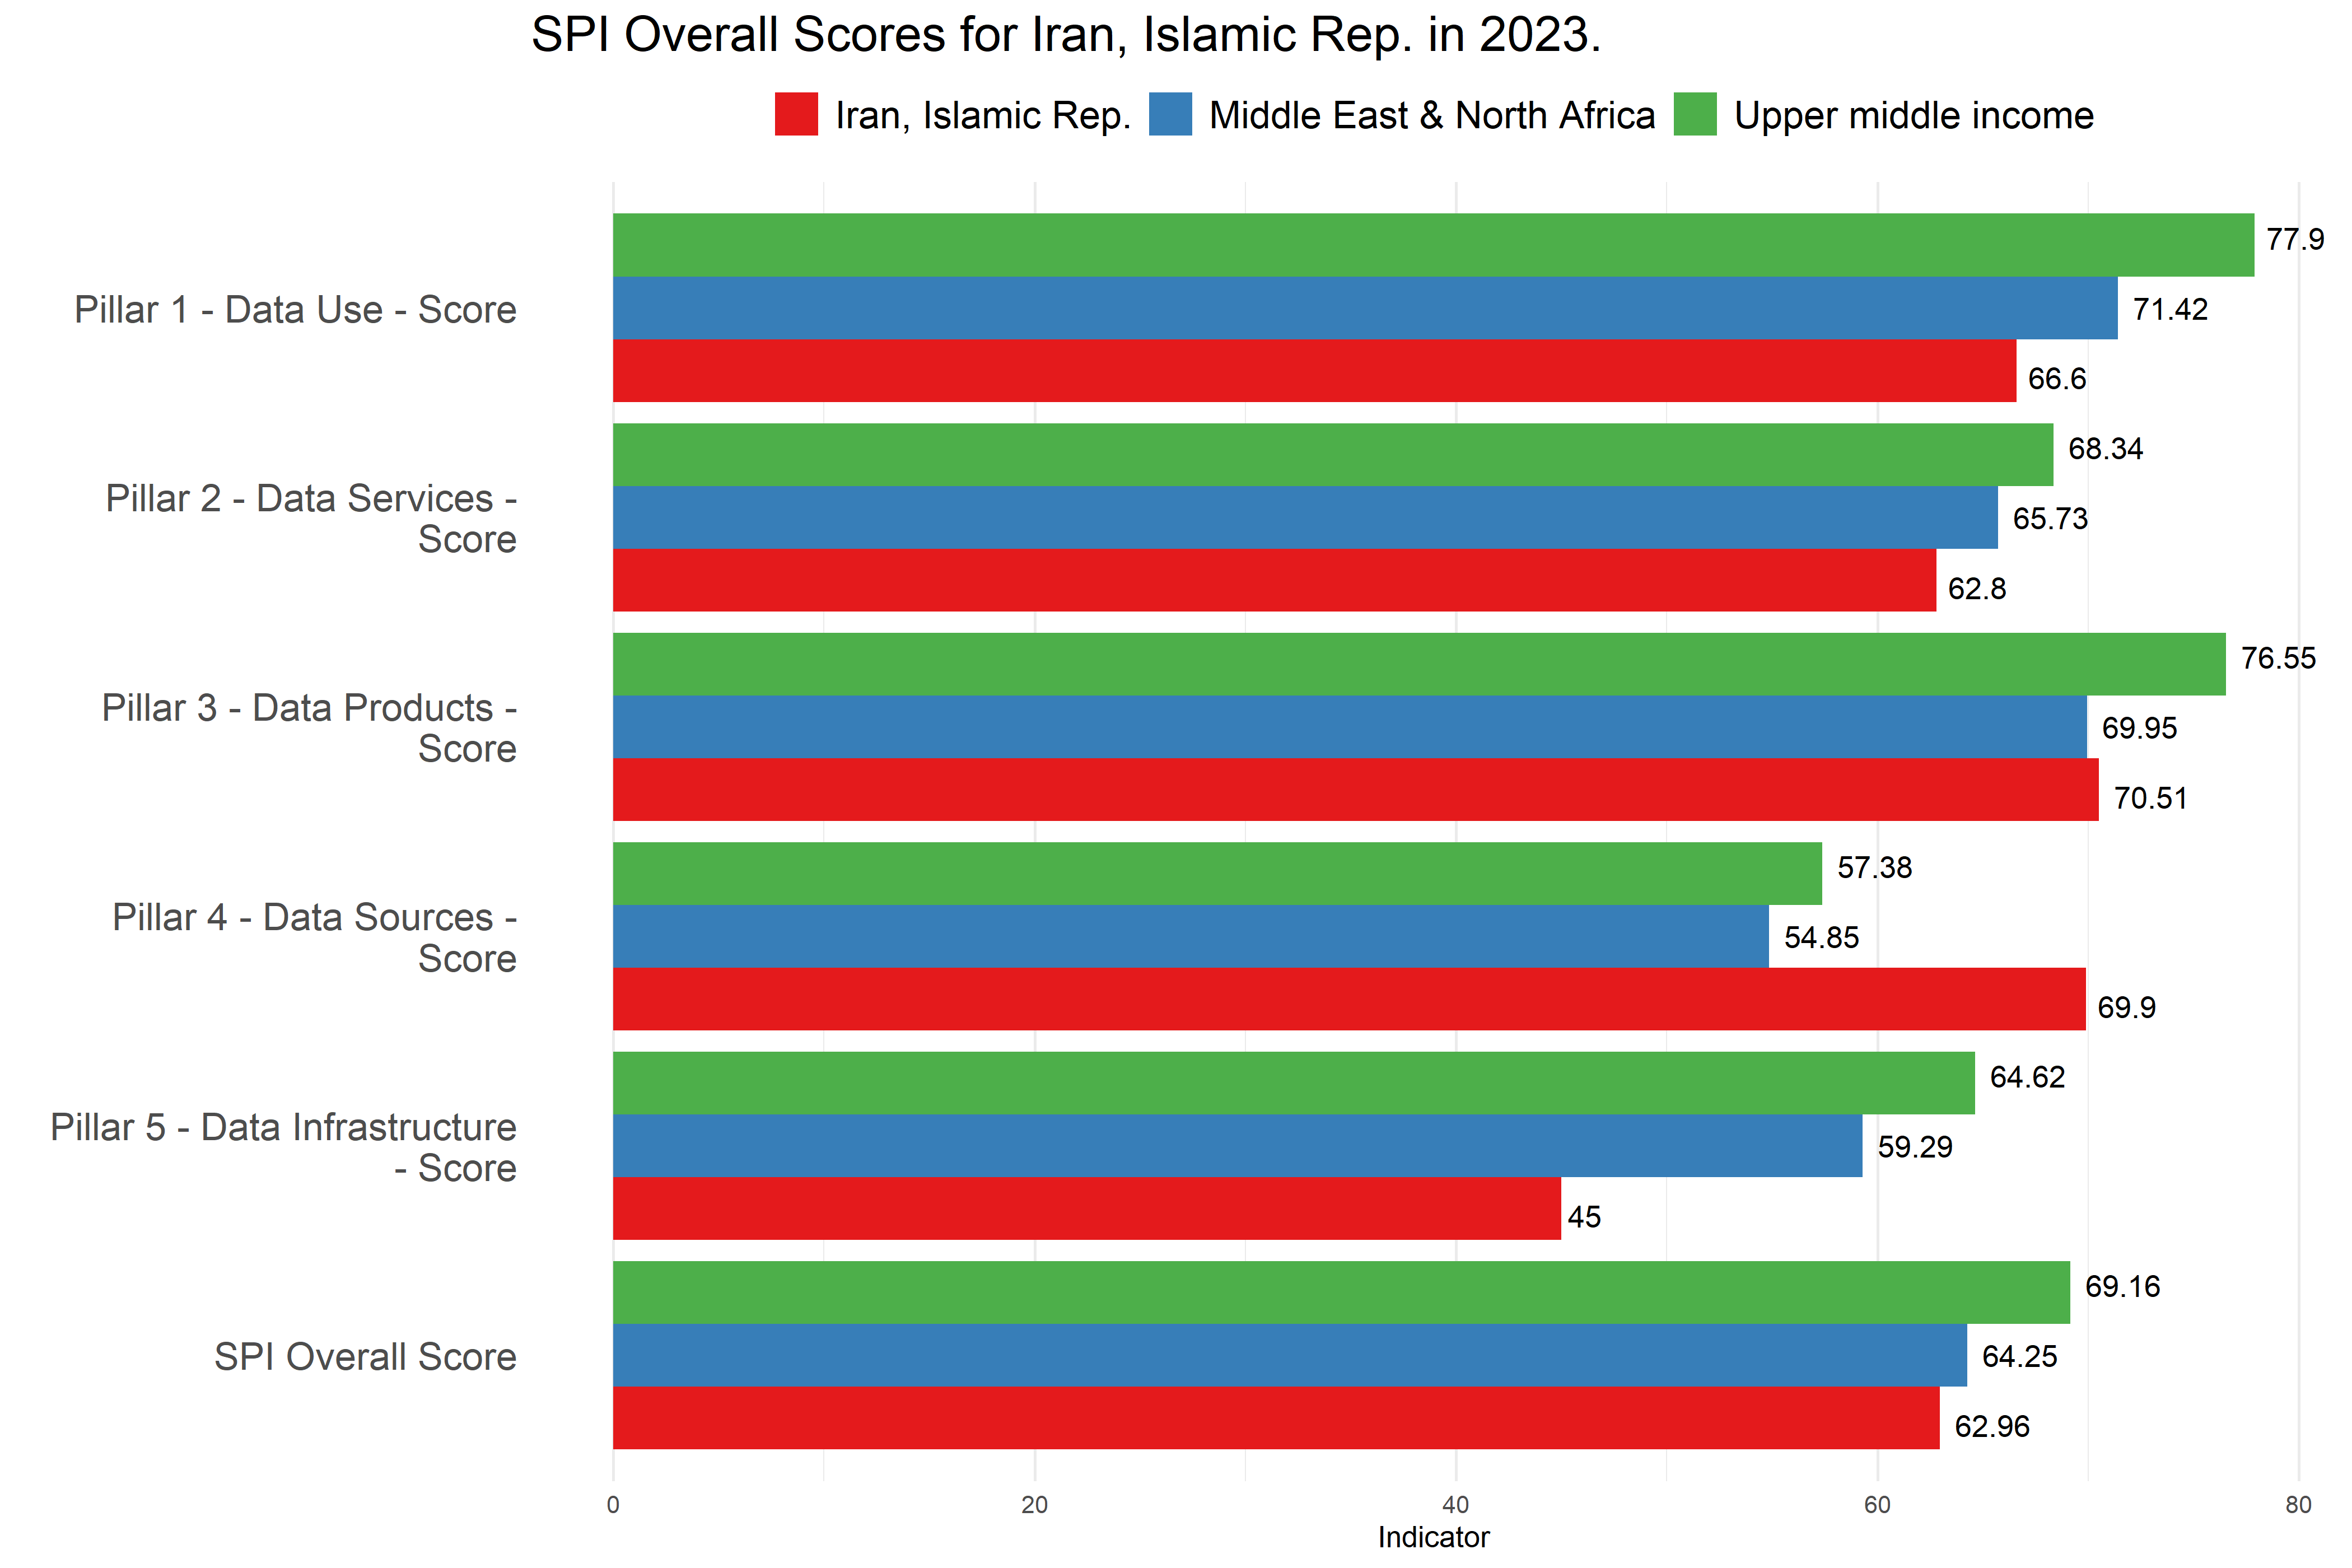 SPI Overall Scores for Iran, Islamic Rep. in 2023.
Iran, Islamic Rep. Middle East & North Africa Upper middle income
Pillar 1 - Data Use - Score
77.9
71.42
66.6
Pillar 2 - Data Services -
Score
68.34
65.73
62.8
Pillar 3 - Data Products -
Score
76.55
69.95
70.51
Pillar 4 - Data Sources -
Score
57.38
54.85
69.9
Pillar 5 - Data Infrastructure
- Score
64.62
59.29
45
SPI Overall Score
69.16
64.25
62.96
0 20 40 60 80
Indicator